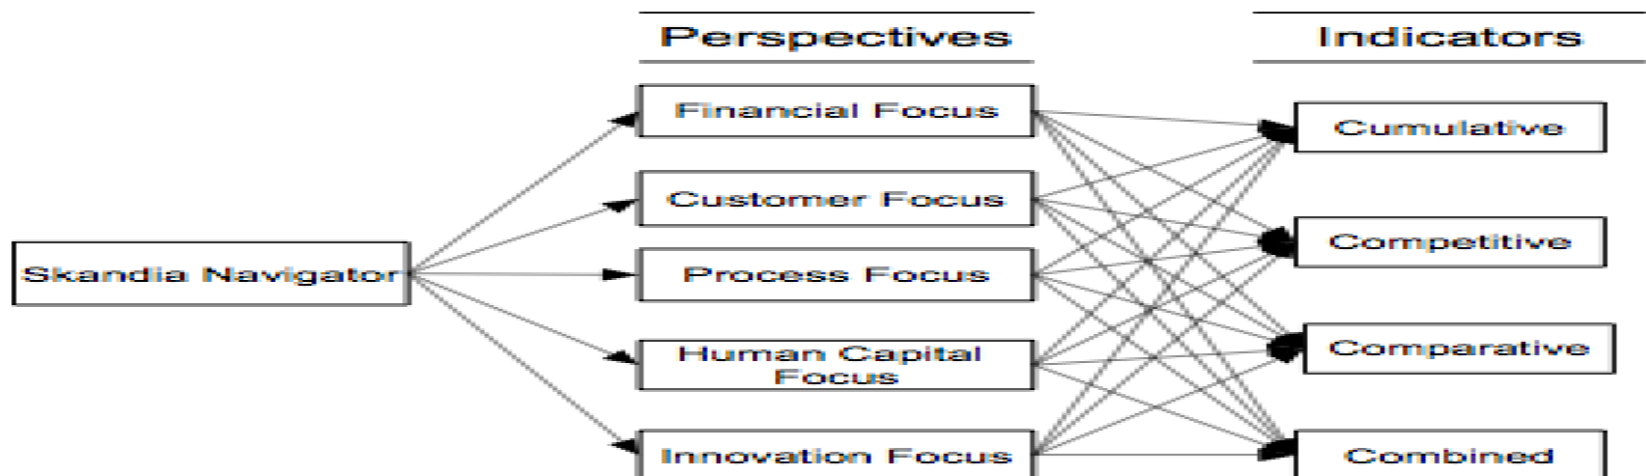 Perspectives
Indicators
Financial Focus
Cumulative
Customer Focus
Competitive
Skandia Navigator
Process Focus
Human Capital
Focus
Comparative
Innovation Focus
Combined